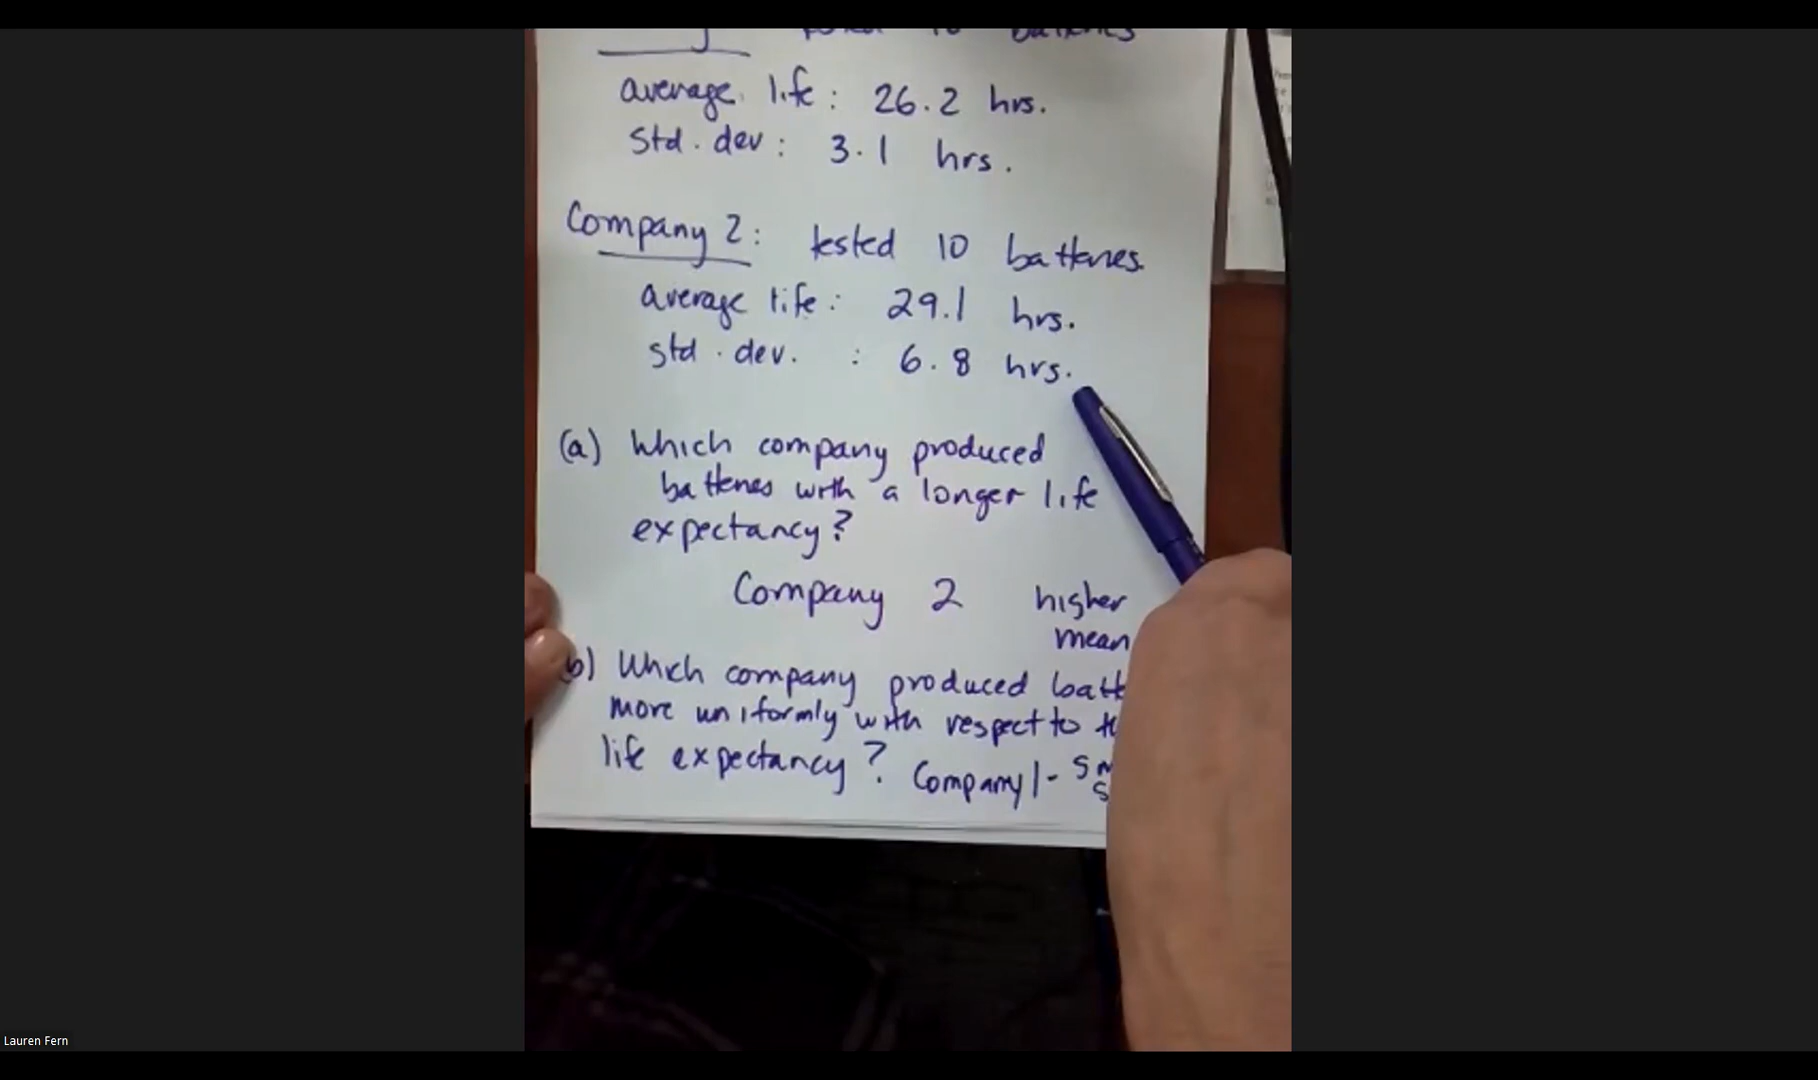 average life: 26.2 hrs.
std. dev: 3.1 hrs.
Company 2: tested 10 batteries.
average life: 29.1 hrs.
std. dev. : 6.8 hrs.
(a) Which company produced
batteries with a longer life
expectancy?
Company 2 higher
mean
b) Which company produced batt
more uniformly with respect to
life expectancy? Company 1-
Lauren Fern